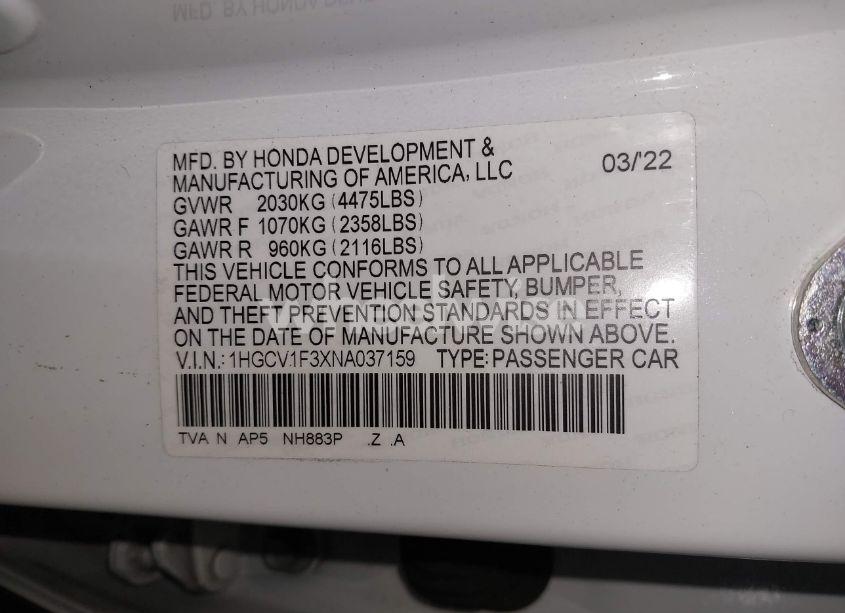 MFD. BY HONDA DEVELOPMENT &
MANUFACTURING OF AMERICA, LLC 03/'22
GVWR 2030KG (4475LBS)
GAWR F 1070KG (2358LBS)
GAWR R 960KG (2116LBS)
THIS VEHICLE CONFORMS TO ALL APPLICABLE
FEDERAL MOTOR VEHICLE SAFETY, BUMPER,
AND THEFT PREVENTION STANDARDS IN EFFECT
ON THE DATE OF MANUFACTURE SHOWN ABOVE.
V.I.N.: 1HGCV1F3XNA037159 TYPE: PASSENGER CAR
TVA N AP5 NH883P .Z .A